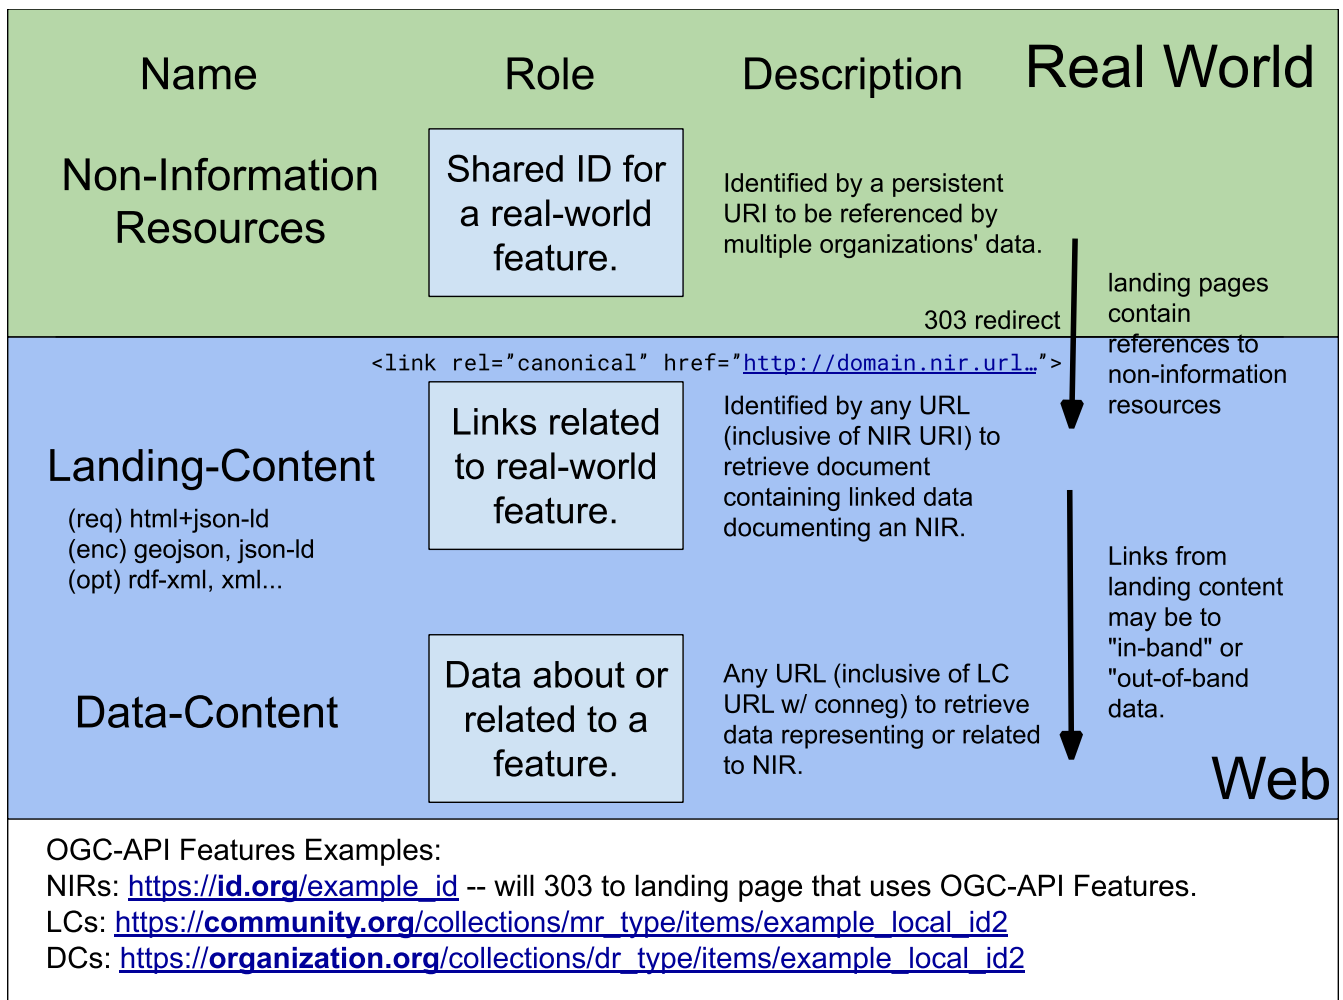 Name
Role
Description
Real World
Non-Information
Resources
Shared ID for
a real-world
feature.
Identified by a persistent
URI to be referenced by
multiple organizations' data.
303 redirect
landing pages
contain
references to
non-information
resources
<link rel="canonical" href="http://domain.nir.url…">
Landing-Content
(req) html+json-ld
(enc) geojson, json-ld
(opt) rdf-xml, xml...
Links related
to real-world
feature.
Identified by any URL
(inclusive of NIR URI) to
retrieve document
containing linked data
documenting an NIR.
Links from
landing content
may be to
"in-band" or
"out-of-band
data.
Data-Content
Data about or
related to a
feature.
Any URL (inclusive of LC
URL w/ conneg) to retrieve
data representing or related
to NIR.
Web
OGC-API Features Examples:
NIRs: https://id.org/example_id -- will 303 to landing page that uses OGC-API Features.
LCs: https://community.org/collections/mr_type/items/example_local_id2
DCs: https://organization.org/collections/dr_type/items/example_local_id2